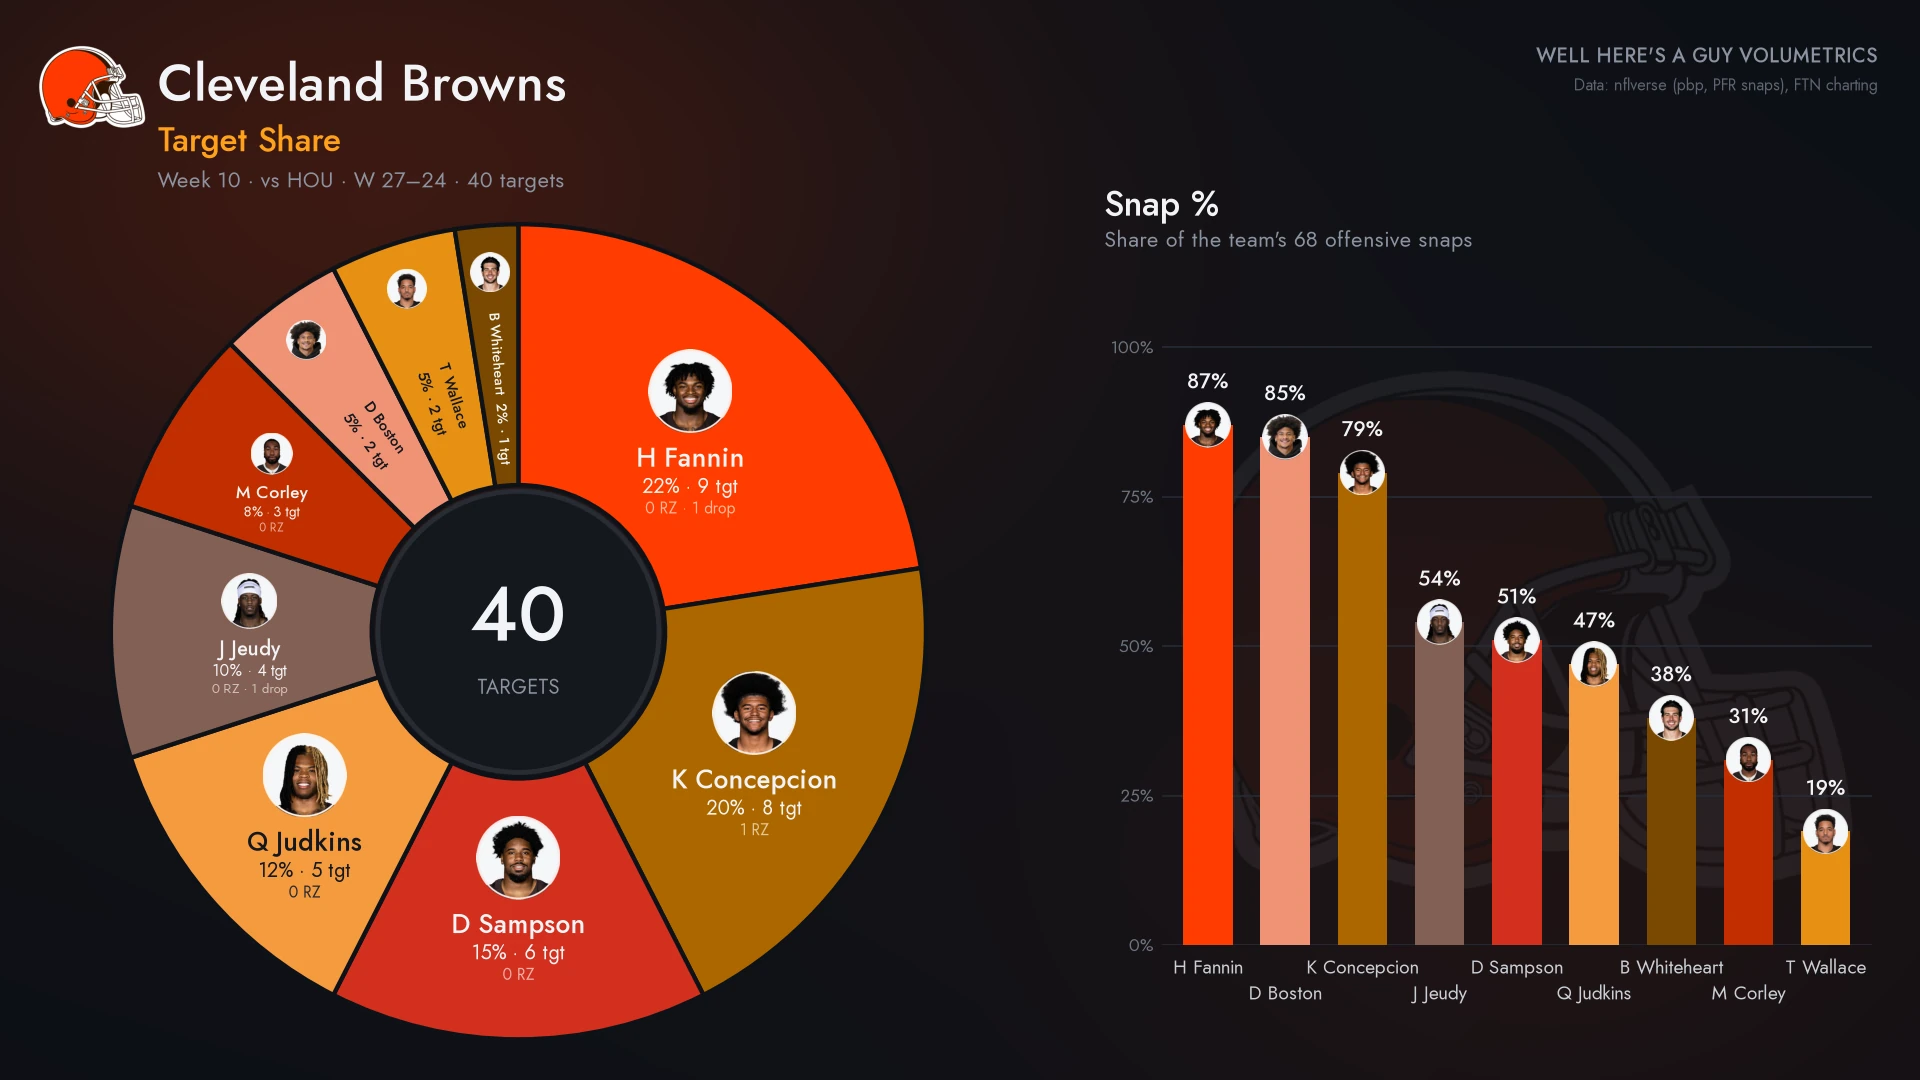 Cleveland Browns
Target Share
Week 10 · vs HOU · W 27–24 · 40 targets
WELL HERE'S A GUY VOLUMETRICS
Data: nflverse (pbp, PFR snaps), FTN charting
H Fannin
22% · 9 tgt
0 RZ · 1 drop
K Concepcion
20% · 8 tgt
1 RZ
D Sampson
15% · 6 tgt
0 RZ
Q Judkins
12% · 5 tgt
0 RZ
J Jeudy
10% · 4 tgt
0 RZ · 1 drop
M Corley
8% · 3 tgt
0 RZ
D Boston
5% · 2 tgt
T Wallace
5% · 2 tgt
B Whiteheart 2% · 1 tgt
40
TARGETS
Snap %
Share of the team's 68 offensive snaps
100%
75%
50%
25%
0%
87%
85%
79%
54%
51%
47%
38%
31%
19%
H Fannin
D Boston
K Concepcion
J Jeudy
D Sampson
Q Judkins
B Whiteheart
M Corley
T Wallace